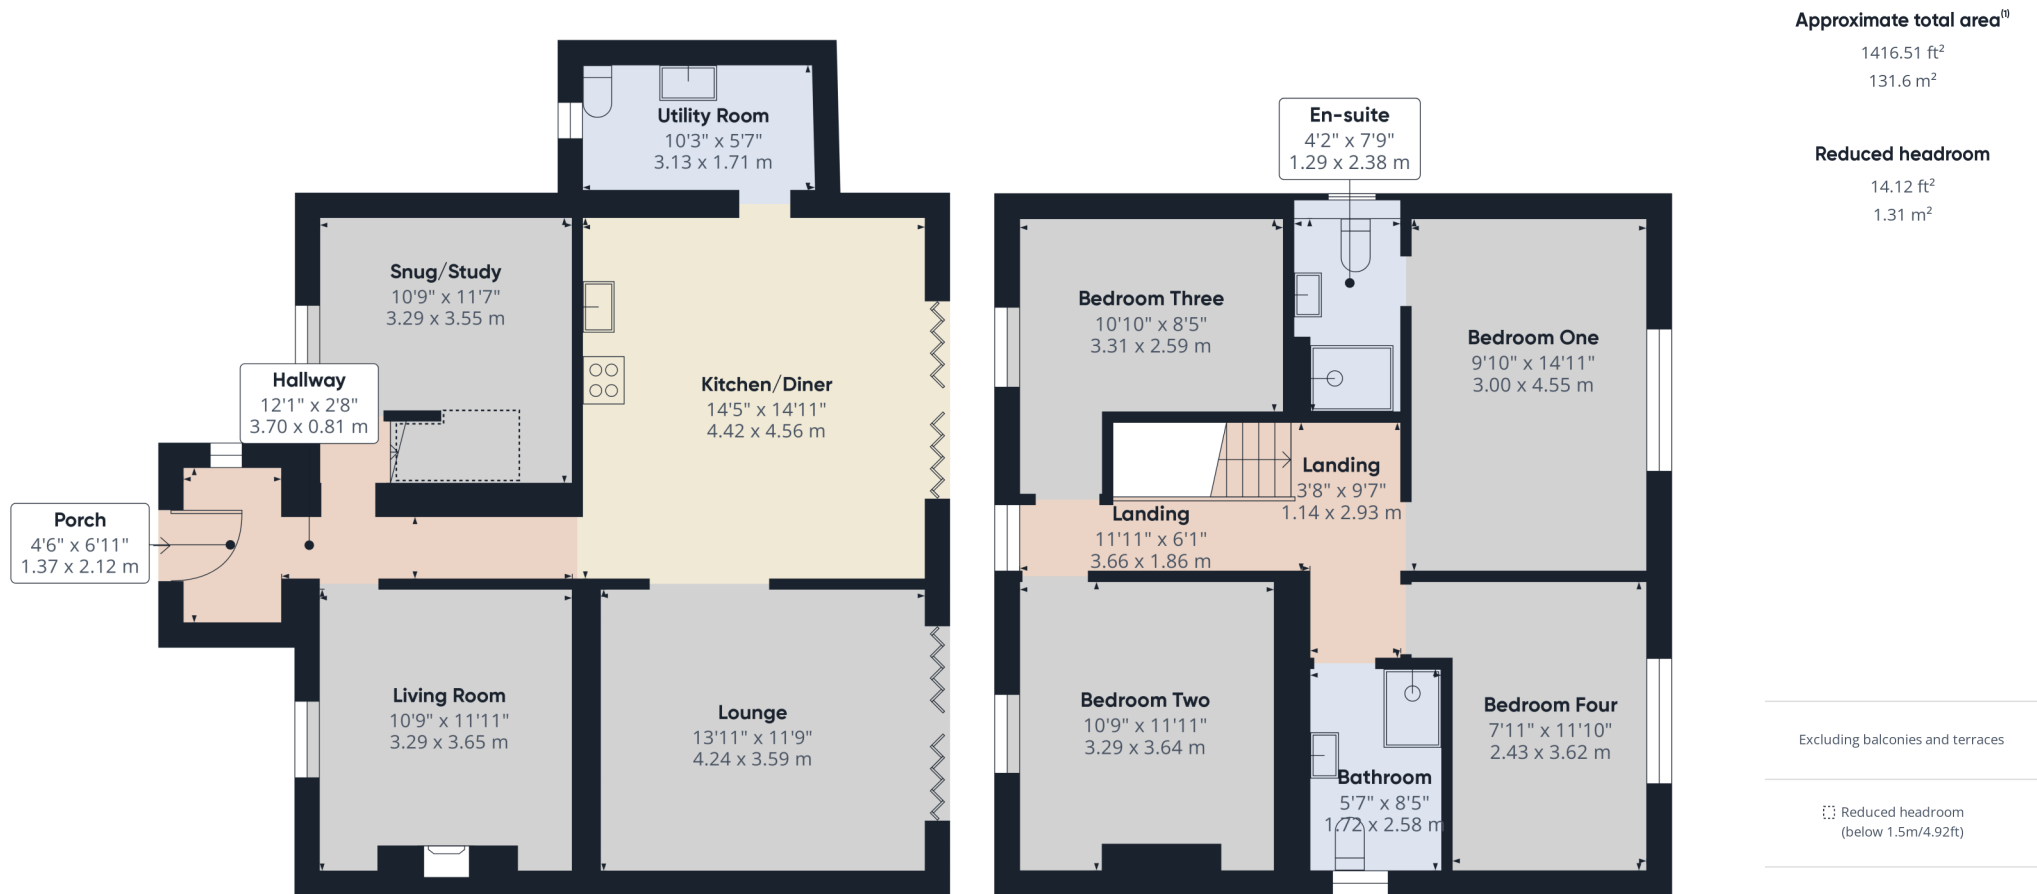 Utility Room
10'3" x 5'7"
3.13 x 1.71 m
Snug/Study
10'9" x 11'7"
3.29 x 3.55 m
Hallway
12'1" x 2'8"
3.70 x 0.81 m
Kitchen/Diner
14'5" x 14'11"
4.42 x 4.56 m
Porch
4'6" x 6'11"
1.37 x 2.12 m
Living Room
10'9" x 11'11"
3.29 x 3.65 m
Lounge
13'11" x 11'9"
4.24 x 3.59 m
En-suite
4'2" x 7'9"
1.29 x 2.38 m
Bedroom Three
10'10" x 8'5"
3.31 x 2.59 m
Bedroom One
9'10" x 14'11"
3.00 x 4.55 m
Landing
3'8" x 9'7"
1.14 x 2.93 m
Landing
11'11" x 6'1"
3.66 x 1.86 m
Bedroom Two
10'9" x 11'11"
3.29 x 3.64 m
Bathroom
5'7" x 8'5"
1.72 x 2.58 m
Bedroom Four
7'11" x 11'10"
2.43 x 3.62 m
Approximate total area⁽¹⁾
1416.51 ft²
131.6 m²
Reduced headroom
14.12 ft²
1.31 m²
Excluding balconies and terraces
Reduced headroom
(below 1.5m/4.92ft)